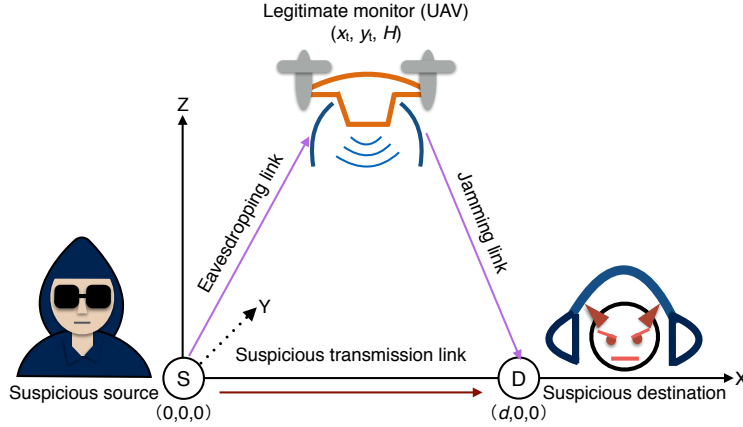 Legitimate monitor (UAV)
(xt, yt, H)
Z
Eavesdropping link
Jamming link
Y
Suspicious transmission link
S
D
X
Suspicious source
Suspicious destination
(0,0,0)
(d,0,0)